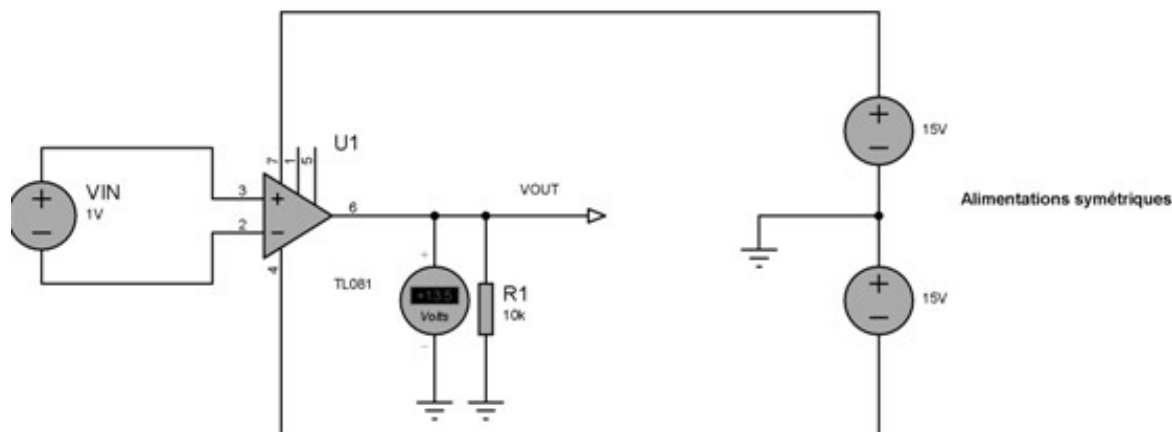 U1
7
1
5
3
2
6
4
VIN
1V
VOUT
TL081
+13.5
Volts
R1
10k
15V
Alimentations symétriques
15V